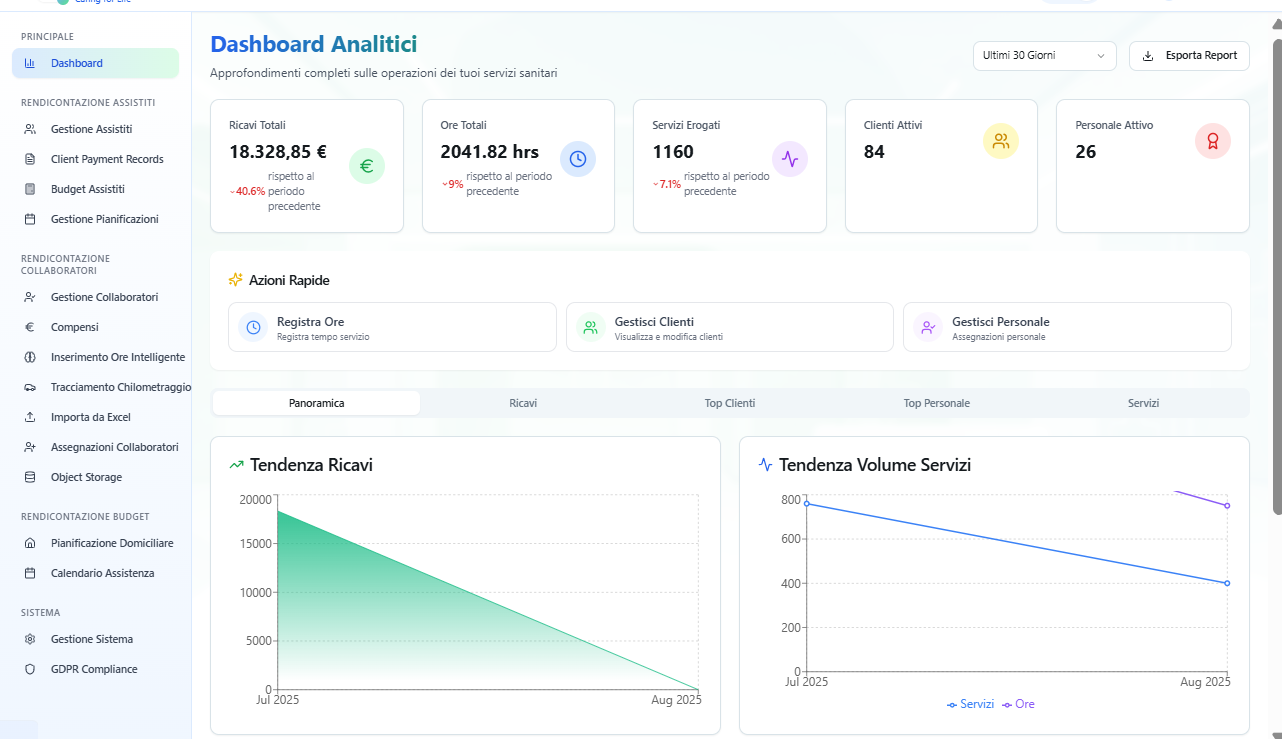 Caring for Life
PRINCIPALE
Dashboard
RENDICONTAZIONE ASSISTITI
Gestione Assistiti
Client Payment Records
Budget Assistiti
Gestione Pianificazioni
RENDICONTAZIONE
COLLABORATORI
Gestione Collaboratori
Compensi
Inserimento Ore Intelligente
Tracciamento Chilometraggio
Importa da Excel
Assegnazioni Collaboratori
Object Storage
RENDICONTAZIONE BUDGET
Pianificazione Domiciliare
Calendario Assistenza
SISTEMA
Gestione Sistema
GDPR Compliance
Dashboard Analitici
Approfondimenti completi sulle operazioni dei tuoi servizi sanitari
Ultimi 30 Giorni
Esporta Report
Ricavi Totali
18.328,85 €
40.6%
rispetto al
periodo
precedente
Ore Totali
2041.82 hrs
9%
rispetto al periodo
precedente
Servizi Erogati
1160
7.1%
rispetto al periodo
precedente
Clienti Attivi
84
Personale Attivo
26
Azioni Rapide
Registra Ore
Registra tempo servizio
Gestisci Clienti
Visualizza e modifica clienti
Gestisci Personale
Assegnazioni personale
Panoramica
Ricavi
Top Clienti
Top Personale
Servizi
Tendenza Ricavi
20000
15000
10000
5000
0
Jul 2025
Aug 2025
Tendenza Volume Servizi
800
600
400
200
0
Jul 2025
Aug 2025
Servizi
Ore